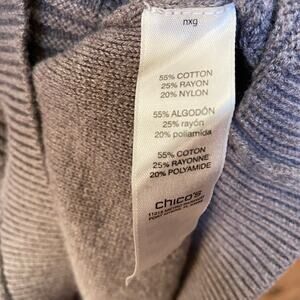 nxg
55% COTTON
25% RAYON
20% NYLON
55% ALGODÓN
25% rayón
20% poliamida
55% COTON
25% RAYONNE
20% POLYAMIDE
chico's